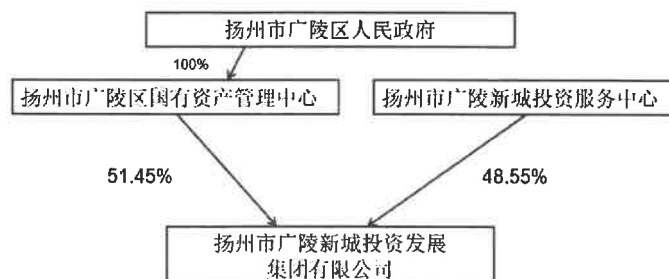 扬州市广陵区人民政府
100%
扬州市广陵区国有资产管理中心
扬州市广陵新城投资服务中心
51.45%
48.55%
扬州市广陵新城投资发展
集团有限公司